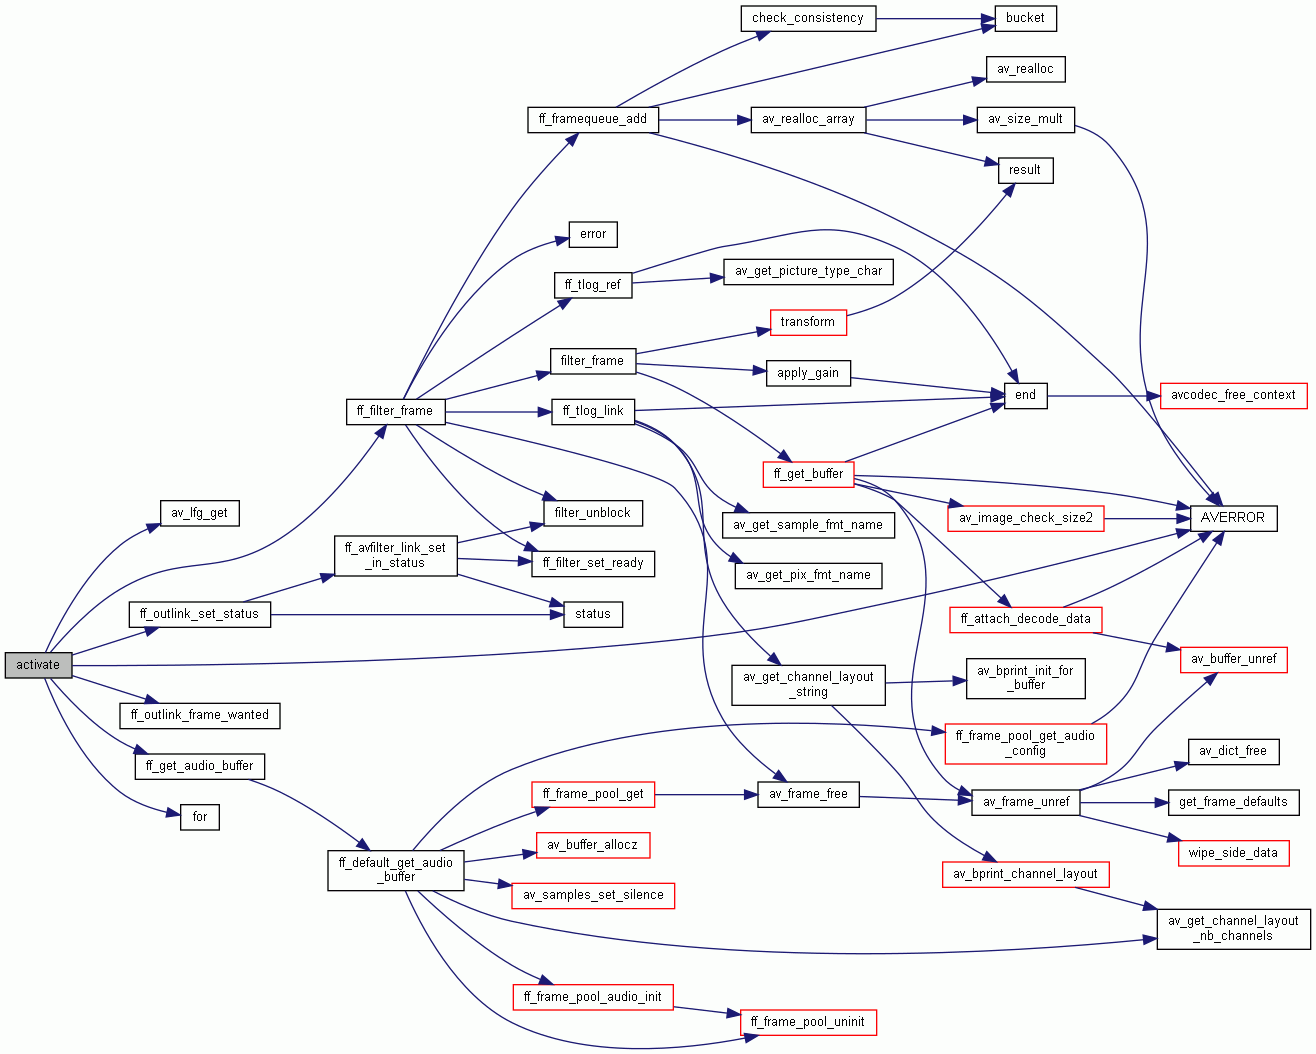 check_consistency
bucket
av_realloc
ff_framequeue_add
av_realloc_array
av_size_mult
result
error
ff_tlog_ref
av_get_picture_type_char
transform
filter_frame
apply_gain
end
avcodec_free_context
ff_filter_frame
ff_tlog_link
ff_get_buffer
av_lfg_get
filter_unblock
av_get_sample_fmt_name
av_image_check_size2
AVERROR
ff_avfilter_link_set
_in_status
ff_filter_set_ready
av_get_pix_fmt_name
ff_outlink_set_status
status
ff_attach_decode_data
activate
av_buffer_unref
av_get_channel_layout
_string
av_bprint_init_for
_buffer
ff_outlink_frame_wanted
ff_frame_pool_get_audio
_config
av_dict_free
ff_get_audio_buffer
ff_frame_pool_get
av_frame_free
av_frame_unref
get_frame_defaults
for
av_buffer_allocz
wipe_side_data
ff_default_get_audio
_buffer
av_bprint_channel_layout
av_samples_set_silence
av_get_channel_layout
_nb_channels
ff_frame_pool_audio_init
ff_frame_pool_uninit